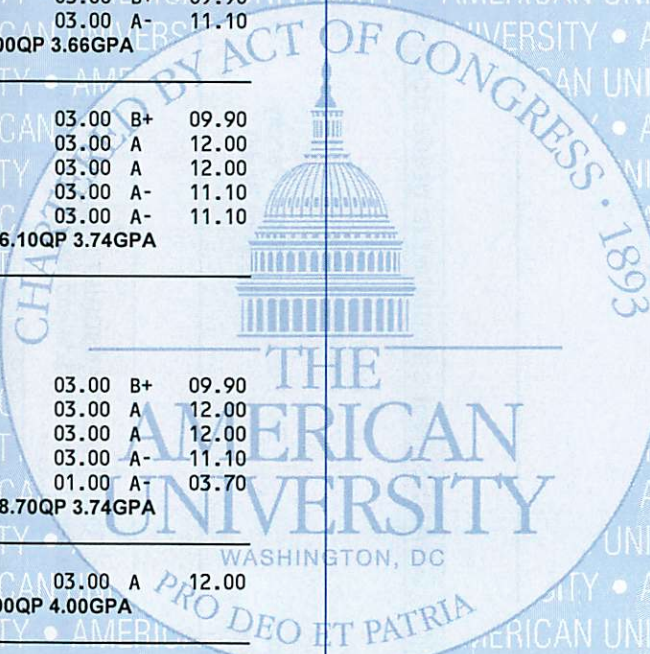 03.00 A- 11.10
00QP 3.66GPA
03.00 B+ 09.90
03.00 A 12.00
03.00 A 12.00
03.00 A- 11.10
03.00 A- 11.10
6.10QP 3.74GPA
03.00 B+ 09.90
03.00 A 12.00
03.00 A 12.00
03.00 A- 11.10
01.00 A- 03.70
8.70QP 3.74GPA
03.00 A 12.00
00QP 4.00GPA
CHARTERED BY ACT OF CONGRESS · 1893
THE
AMERICAN
UNIVERSITY
WASHINGTON, DC
PRO DEO ET PATRIA